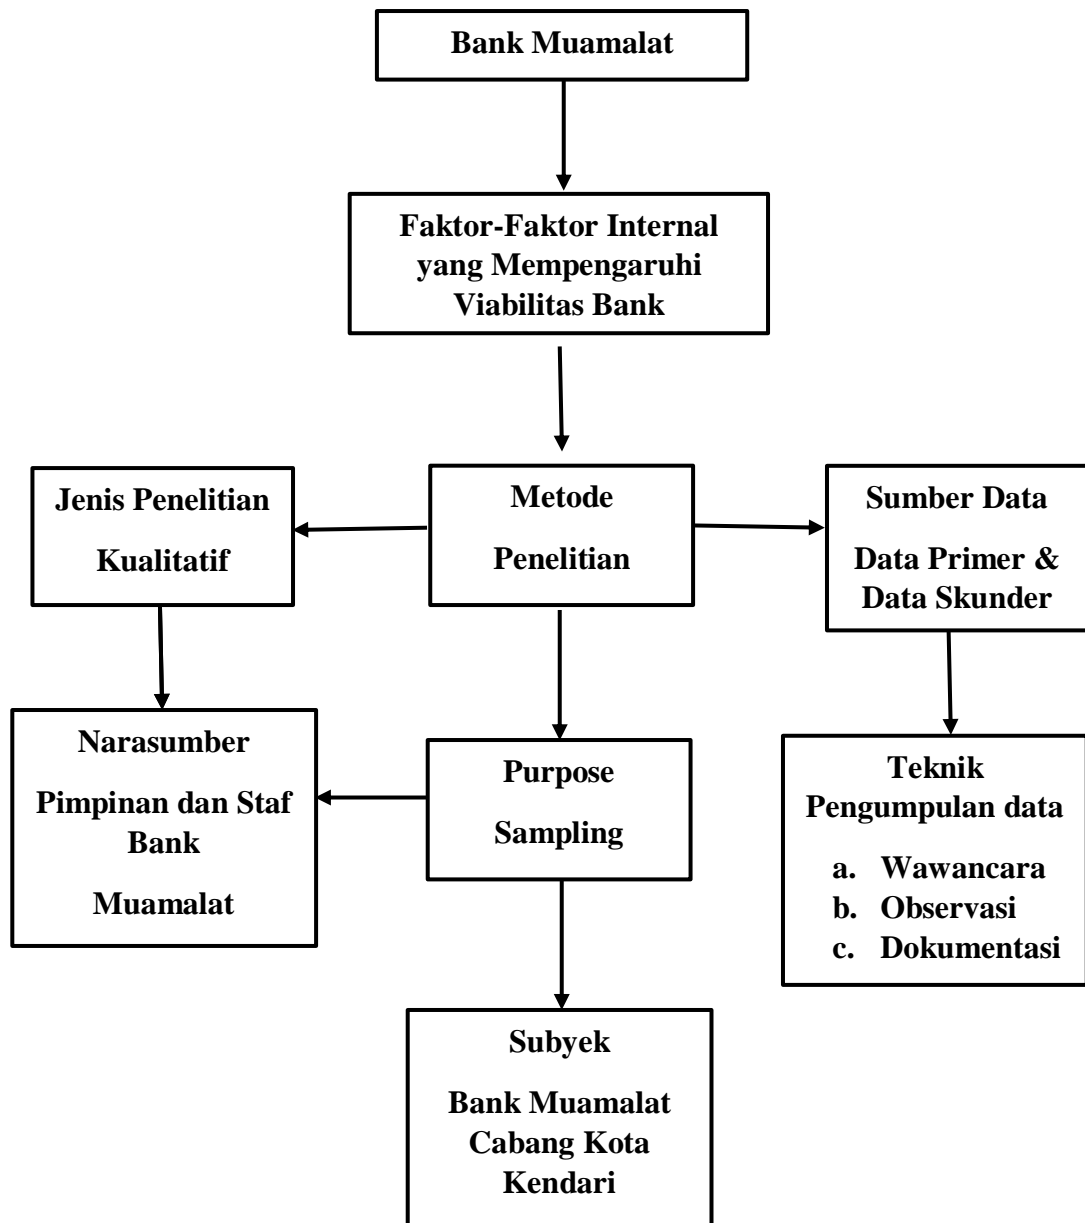 Bank Muamalat
Faktor-Faktor Internal
yang Mempengaruhi
Viabilitas Bank
Jenis Penelitian
Kualitatif
Metode
Penelitian
Sumber Data
Data Primer &
Data Skunder
Narasumber
Pimpinan dan Staf
Bank
Muamalat
Purpose
Sampling
Teknik
Pengumpulan data
a. Wawancara
b. Observasi
c. Dokumentasi
Subyek
Bank Muamalat
Cabang Kota
Kendari